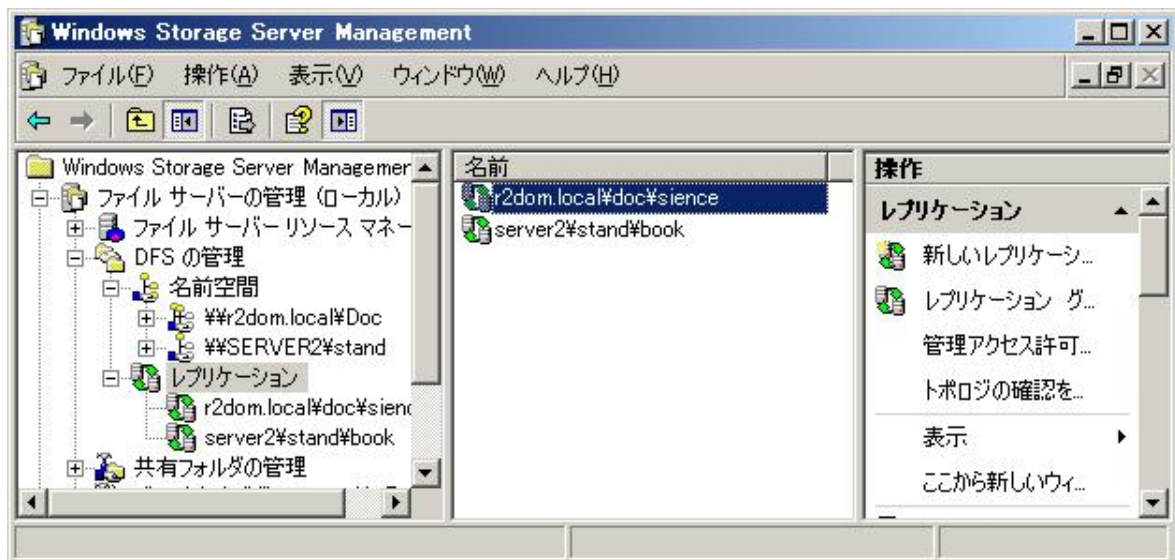 Windows Storage Server Management
ファイル(F) 操作(A) 表示(V) ウィンドウ(W) ヘルプ(H)
Windows Storage Server Managemer
ファイル サーバーの管理 (ローカル)
ファイル サーバー リソース マネー
DFS の管理
名前空間
¥¥r2dom.local¥Doc
¥¥SERVER2¥stand
レプリケーション
r2dom.local¥doc¥sienc
server2¥stand¥book
共有フォルダの管理
名前
r2dom.local¥doc¥sience
server2¥stand¥book
操作
レプリケーション
新しいレプリケーシ...
レプリケーション グ...
管理アクセス許可...
トポロジの確認を...
表示
ここから新しいウィ...